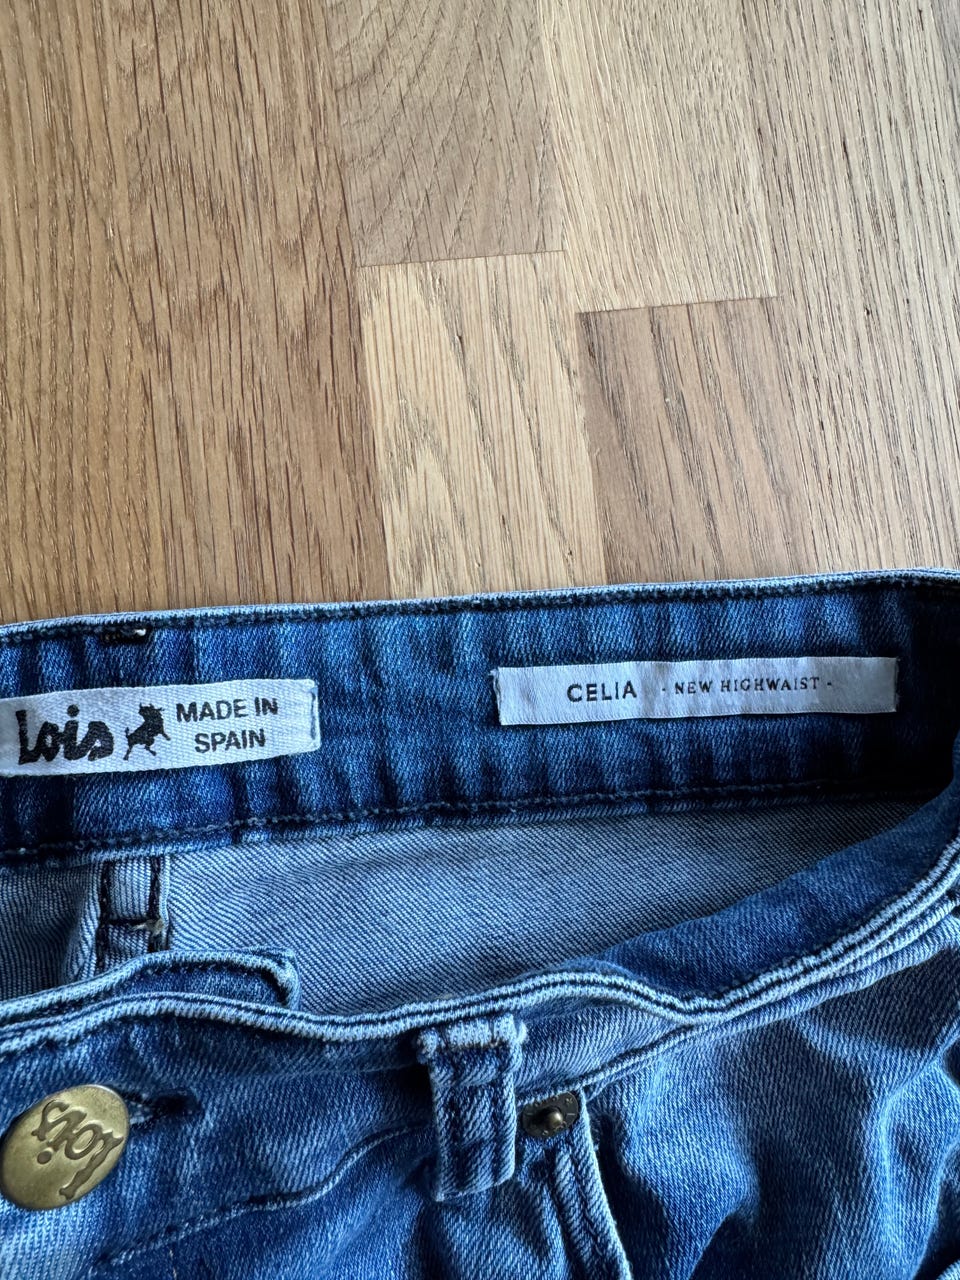 Lois MADE IN
SPAIN
CELIA - NEW HIGHWAIST -
Lois